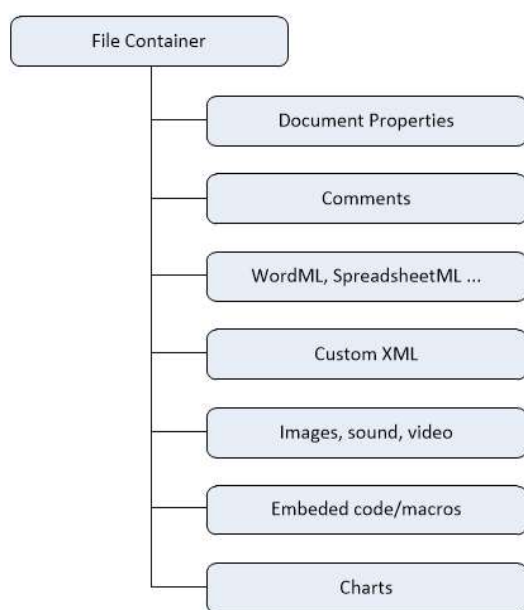 File Container
Document Properties
Comments
WordML, SpreadsheetML ...
Custom XML
Images, sound, video
Embeded code/macros
Charts